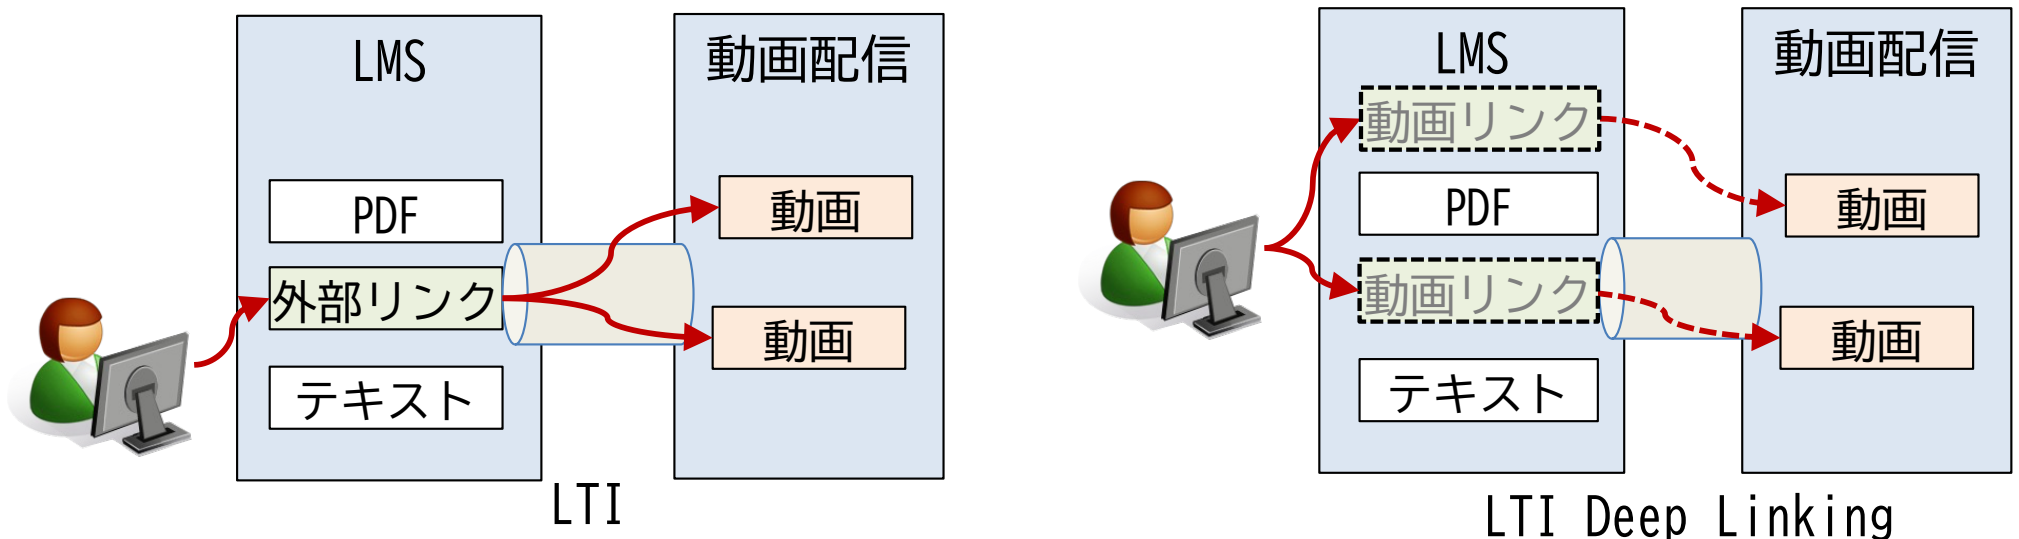 LMS
PDF
外部リンク
テキスト
動画配信
動画
動画
LTI
LMS
動画リンク
PDF
動画リンク
テキスト
動画配信
動画
動画
LTI Deep Linking